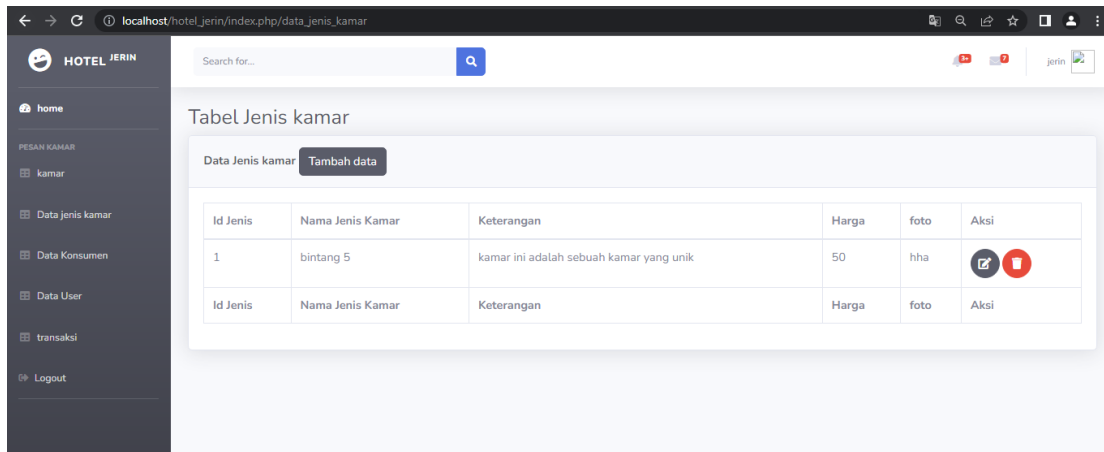 localhost/hotel_jerin/index.php/data_jenis_kamar
HOTEL JERIN
Search for...
3+
7
jerin
home
PESAN KAMAR
kamar
Data jenis kamar
Data Konsumen
Data User
transaksi
Logout
Tabel Jenis kamar
Data Jenis kamar Tambah data
Id Jenis Nama Jenis Kamar Keterangan Harga foto Aksi
1 bintang 5 kamar ini adalah sebuah kamar yang unik 50 hha
Id Jenis Nama Jenis Kamar Keterangan Harga foto Aksi